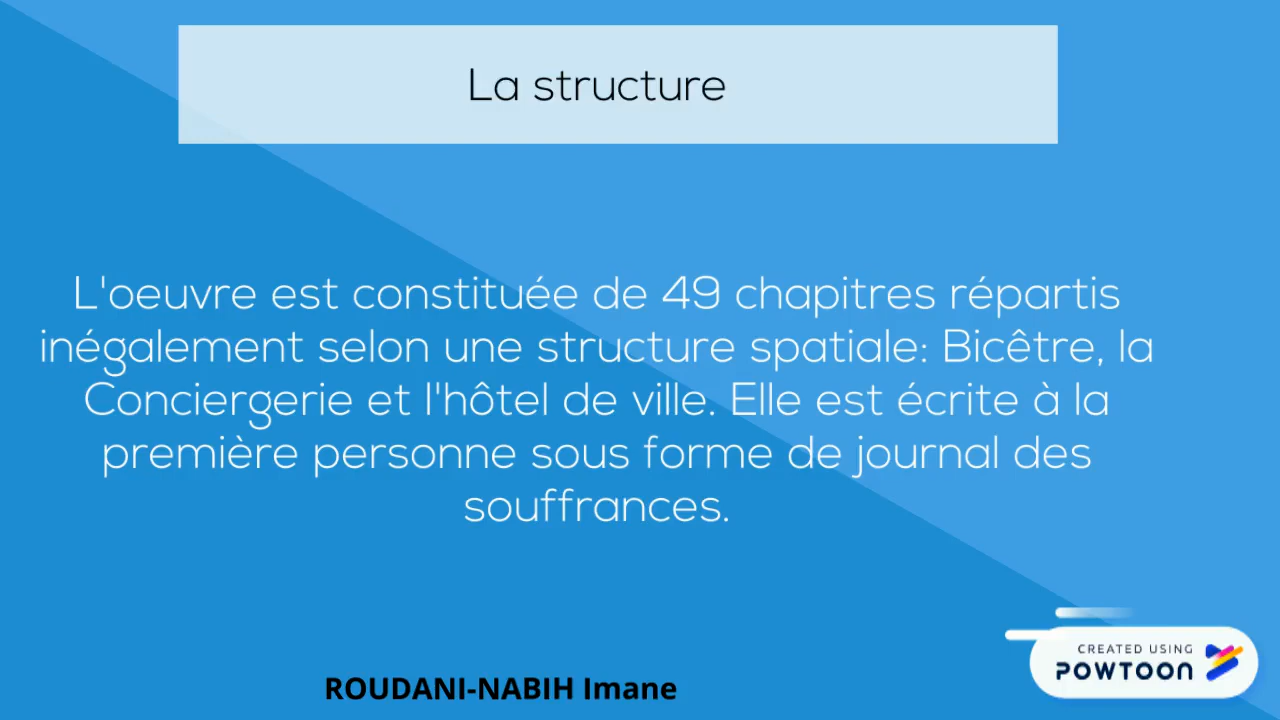 La structure
L'oeuvre est constituée de 49 chapitres répartis
inégalement selon une structure spatiale: Bicêtre, la
Conciergerie et l'hôtel de ville. Elle est écrite à la
première personne sous forme de journal des
souffrances.
CREATED USING
POWTOON
ROUDANI-NABIH Imane